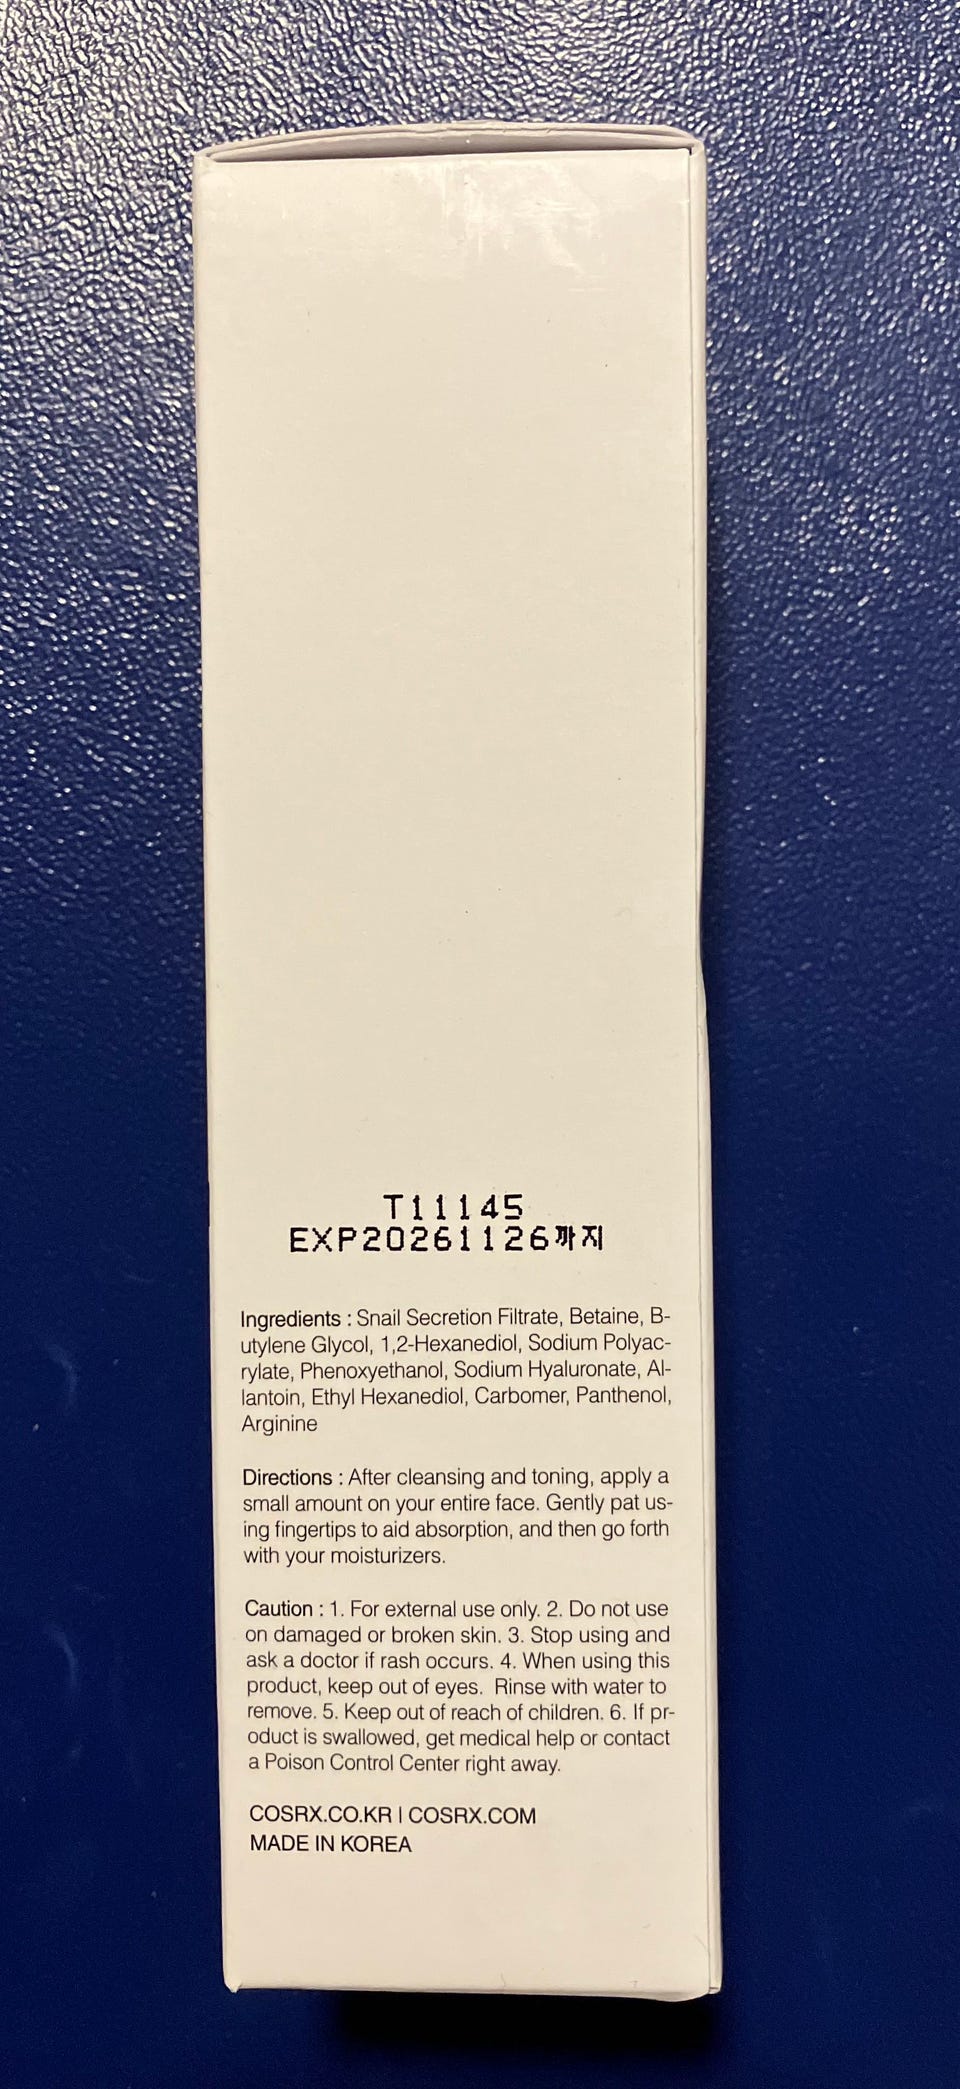 T11145
EXP20261126까지
Ingredients : Snail Secretion Filtrate, Betaine, B-
utylene Glycol, 1,2-Hexanediol, Sodium Polyac-
rylate, Phenoxyethanol, Sodium Hyaluronate, Al-
lantoin, Ethyl Hexanediol, Carbomer, Panthenol,
Arginine
Directions : After cleansing and toning, apply a
small amount on your entire face. Gently pat us-
ing fingertips to aid absorption, and then go forth
with your moisturizers.
Caution : 1. For external use only. 2. Do not use
on damaged or broken skin. 3. Stop using and
ask a doctor if rash occurs. 4. When using this
product, keep out of eyes. Rinse with water to
remove. 5. Keep out of reach of children. 6. If pr-
oduct is swallowed, get medical help or contact
a Poison Control Center right away.
COSRX.CO.KR | COSRX.COM
MADE IN KOREA